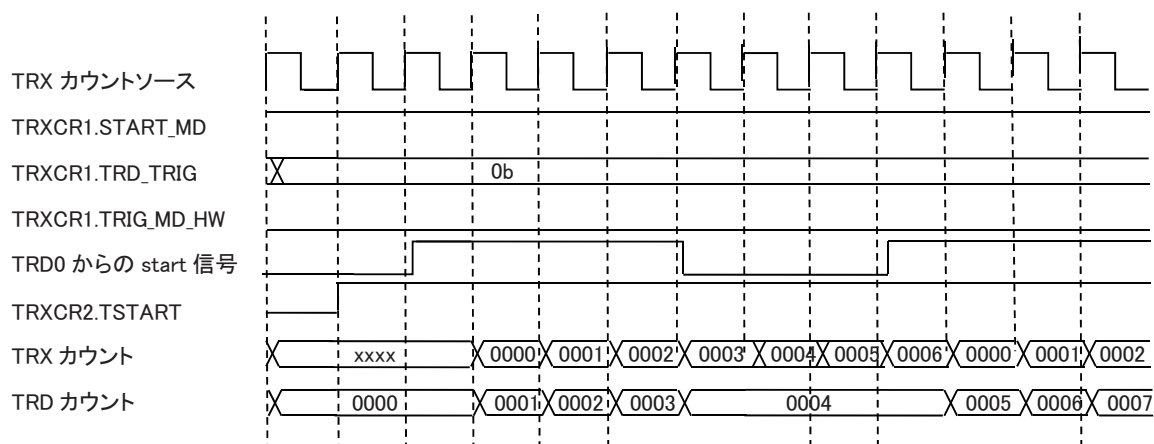 TRX カウントソース
TRXCR1.START_MD
TRXCR1.TRD_TRIG 0b
TRXCR1.TRIG_MD_HW
TRD0 からの start 信号
TRXCR2.TSTART
TRX カウント xxxx 0000 0001 0002 0003 0004 0005 0006 0000 0001 0002
TRD カウント 0000 0001 0002 0003 0004 0005 0006 0007